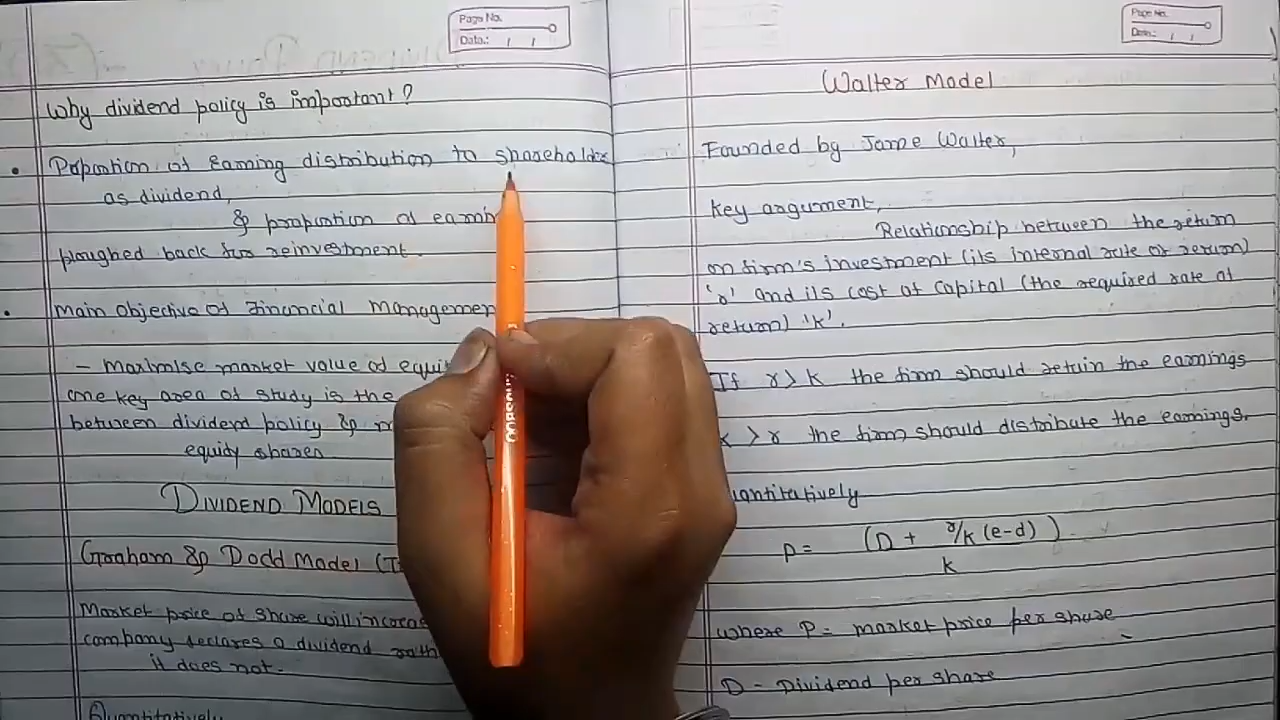 Page No.
Date: / /
Why dividend policy is important?
• Popontion of Earning distribution to shareholder
as dividend,
& proportion of earnin
ploughed back for reinvestment.
• Main objective of Financial Managemen
- Maximise market value of equi
one key area of study is the
between dividend policy &
equity shares
DIVIDEND MODELS
Graham & Dodd Model (T
Market price of share will increas
company declares a dividend rath
it does not.
Quantitatively
Page No.
Date: / /
Walter Model
Founded by Jame Walter,
Key argument,
Relationship between the return
on firm's investment (its internal rate of return)
'r' and its cost of capital (the required rate of
return) 'k'.
If r > k the firm should retain the earnings
k > r the firm should distribute the earnings.
uantitatively
P = (D + r/k (e-d))
k
where P = market price per share
D - Dividend per share